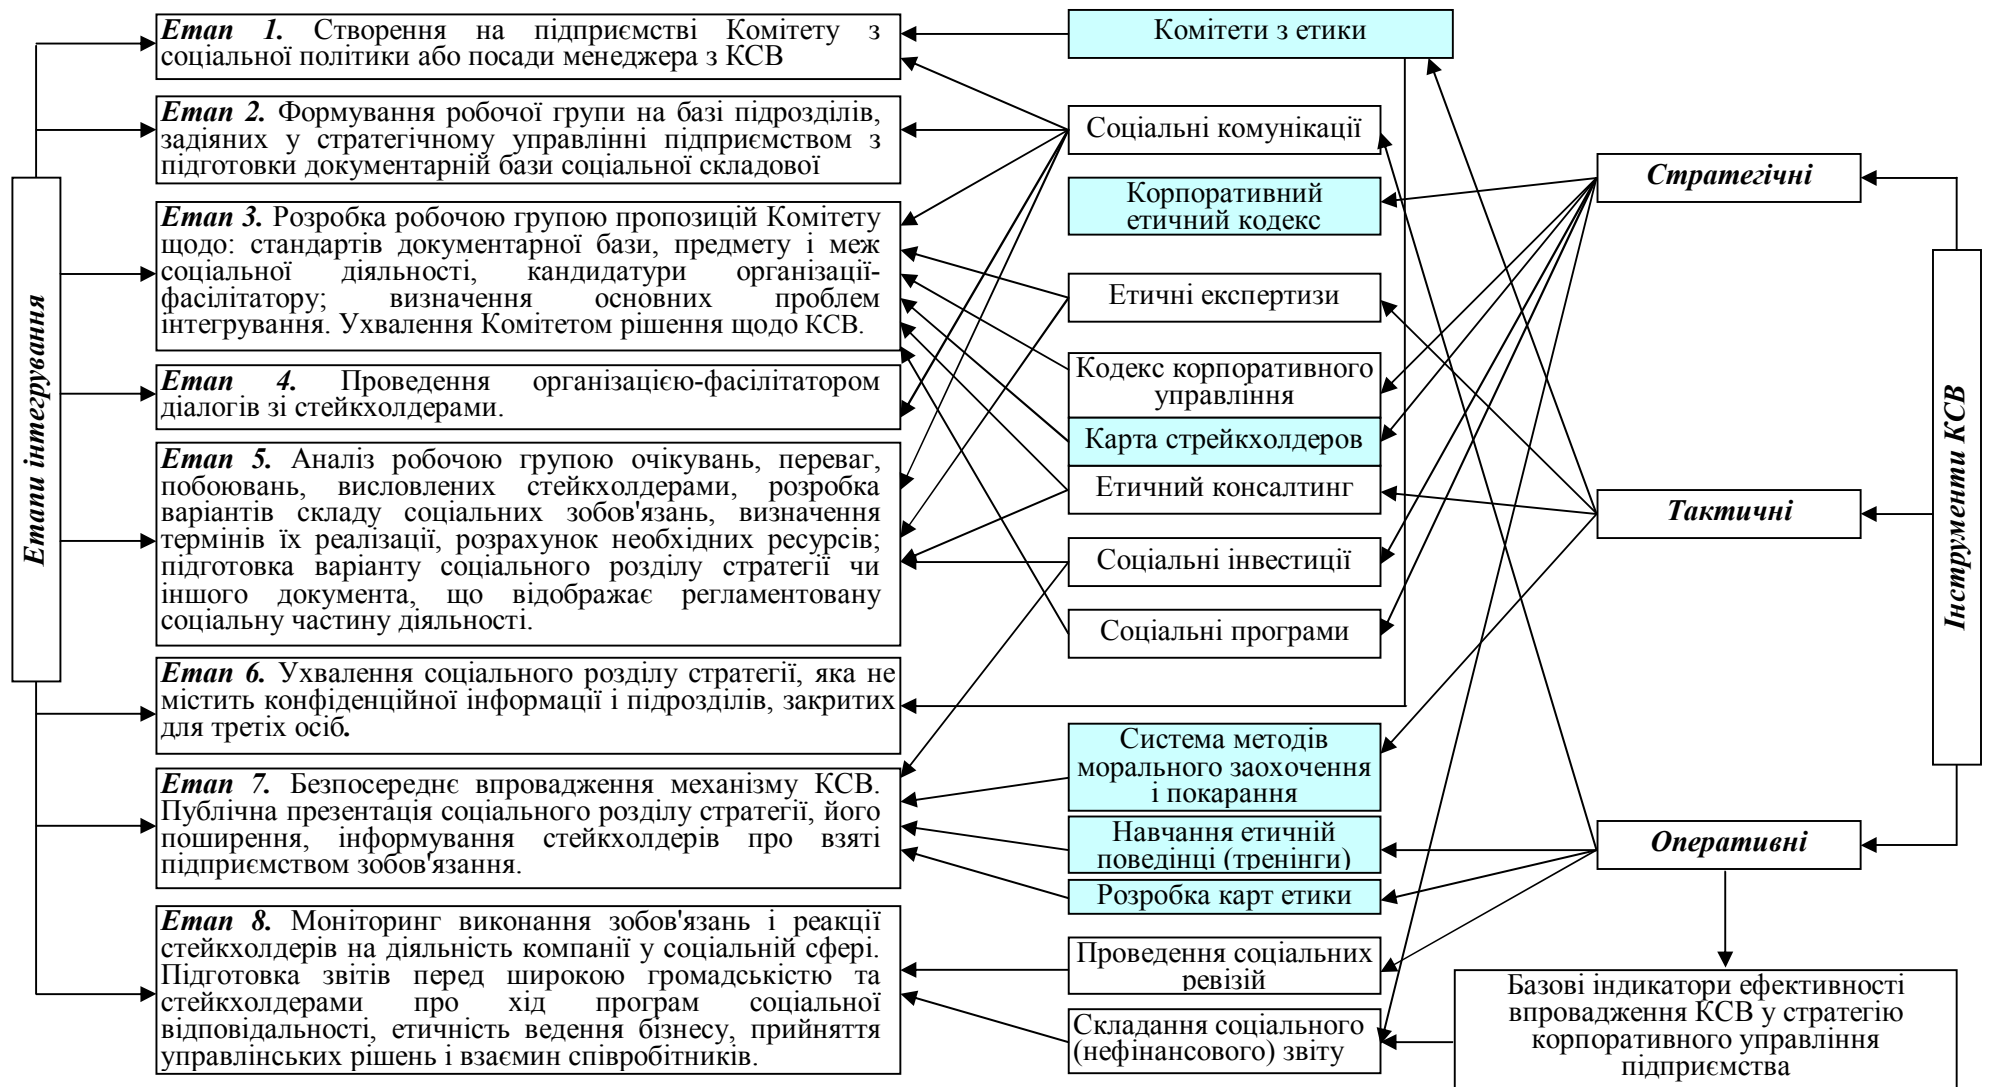 Етапи інтегрування
Етап 1. Створення на підприємстві Комітету з
соціальної політики або посади менеджера з КСВ
Етап 2. Формування робочої групи на базі підрозділів,
задіяних у стратегічному управлінні підприємством з
підготовки документарній бази соціальної складової
Етап 3. Розробка робочою групою пропозицій Комітету
щодо: стандартів документарної бази, предмету і меж
соціальної діяльності, кандидатури організації-
фасілітатору; визначення основних проблем
інтегрування. Ухвалення Комітетом рішення щодо КСВ.
Етап 4. Проведення організацією-фасілітатором
діалогів зі стейкхолдерами.
Етап 5. Аналіз робочою групою очікувань, переваг,
побоювань, висловлених стейкхолдерами, розробка
варіантів складу соціальних зобов'язань, визначення
термінів їх реалізації, розрахунок необхідних ресурсів;
підготовка варіанту соціального розділу стратегії чи
іншого документа, що відображає регламентовану
соціальну частину діяльності.
Етап 6. Ухвалення соціального розділу стратегії, яка не
містить конфіденційної інформації і підрозділів, закритих
для третіх осіб.
Етап 7. Безпосереднє впровадження механізму КСВ.
Публічна презентація соціального розділу стратегії, його
поширення, інформування стейкхолдерів про взяті
підприємством зобов'язання.
Етап 8. Моніторинг виконання зобов'язань і реакції
стейкхолдерів на діяльність компанії у соціальній сфері.
Підготовка звітів перед широкою громадськістю та
стейкхолдерами про хід програм соціальної
відповідальності, етичність ведення бізнесу, прийняття
управлінських рішень і взаємин співробітників.
Комітети з етики
Соціальні комунікації
Корпоративний
етичний кодекс
Етичні експертизи
Кодекс корпоративного
управління
Карта стрейкхолдеров
Етичний консалтинг
Соціальні інвестиції
Соціальні програми
Система методів
морального заохочення
і покарання
Навчання етичній
поведінці (тренінги)
Розробка карт етики
Проведення соціальних
ревізій
Складання соціального
(нефінансового) звіту
Стратегічні
Тактичні
Оперативні
Базові індикатори ефективності
впровадження КСВ у стратегію
корпоративного управління
підприємства
Інструменти КСВ